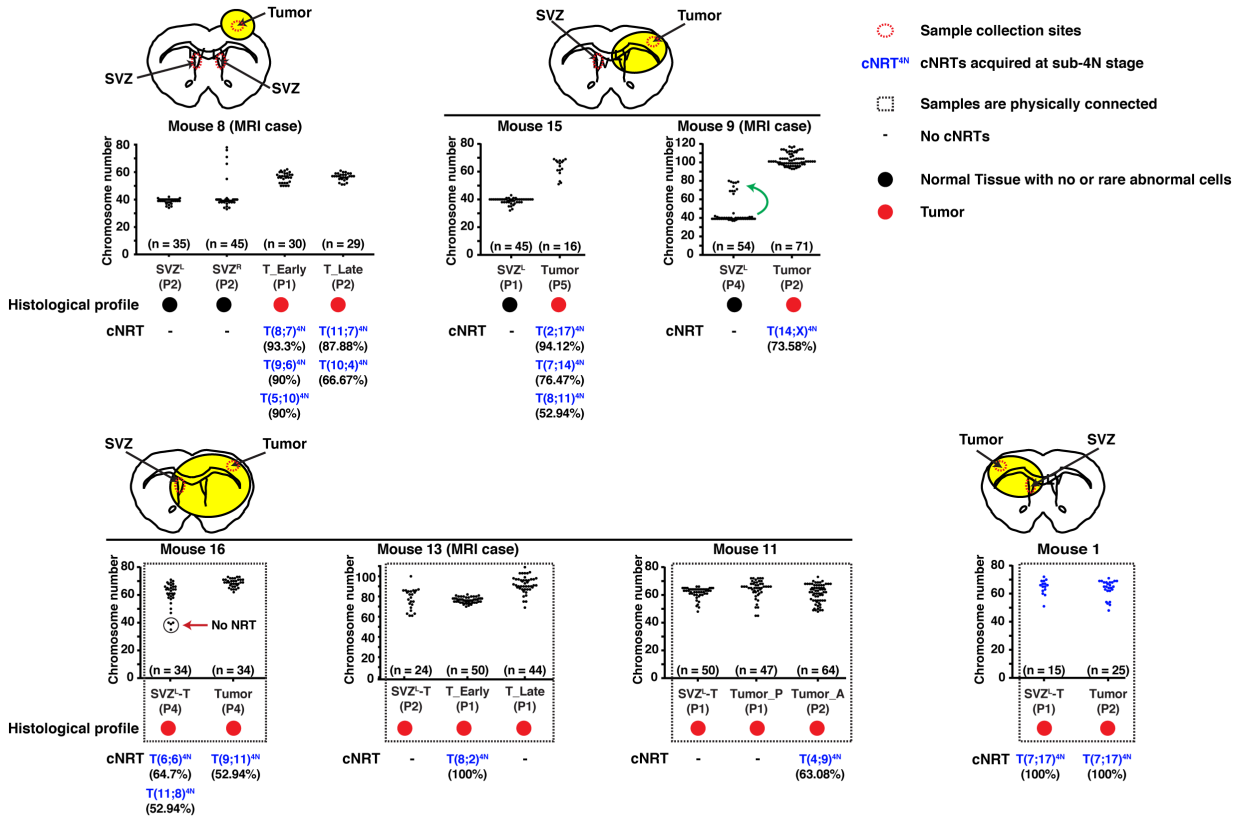 Tumor
SVZ
SVZ
SVZ
Tumor
Sample collection sites
cNRT4N cNRTs acquired at sub-4N stage
Samples are physically connected
- No cNRTs
Normal Tissue with no or rare abnormal cells
Tumor
Mouse 8 (MRI case)
Chromosome number
80
60
40
20
0
(n = 35) (n = 45) (n = 30) (n = 29)
SVZL SVZR T_Early T_Late
(P2) (P2) (P1) (P2)
Histological profile
cNRT - - T(8;7)4N T(11;7)4N
(93.3%) (87.88%)
T(9;6)4N T(10;4)4N
(90%) (66.67%)
T(5;10)4N
(90%)
Mouse 15
Chromosome number
80
60
40
20
0
(n = 45) (n = 16)
SVZL Tumor
(P1) (P5)
cNRT - T(2;17)4N
(94.12%)
T(7;14)4N
(76.47%)
T(8;11)4N
(52.94%)
Mouse 9 (MRI case)
Chromosome number
120
100
80
60
40
20
0
(n = 54) (n = 71)
SVZL Tumor
(P4) (P2)
cNRT - T(14;X)4N
(73.58%)
SVZ
Tumor
Tumor
SVZ
Mouse 16
Chromosome number
80
60
40
20
0
No NRT
(n = 34) (n = 34)
SVZL-T Tumor
(P4) (P4)
Histological profile
cNRT T(6;6)4N T(9;11)4N
(64.7%) (52.94%)
T(11;8)4N
(52.94%)
Mouse 13 (MRI case)
Chromosome number
100
80
60
40
20
0
(n = 24) (n = 50) (n = 44)
SVZL-T T_Early T_Late
(P2) (P1) (P1)
cNRT - T(8;2)4N -
(100%)
Mouse 11
Chromosome number
80
60
40
20
0
(n = 50) (n = 47) (n = 64)
SVZL-T Tumor_P Tumor_A
(P1) (P1) (P2)
cNRT - - T(4;9)4N
(63.08%)
Mouse 1
Chromosome number
80
60
40
20
0
(n = 15) (n = 25)
SVZL-T Tumor
(P1) (P2)
cNRT T(7;17)4N T(7;17)4N
(100%) (100%)